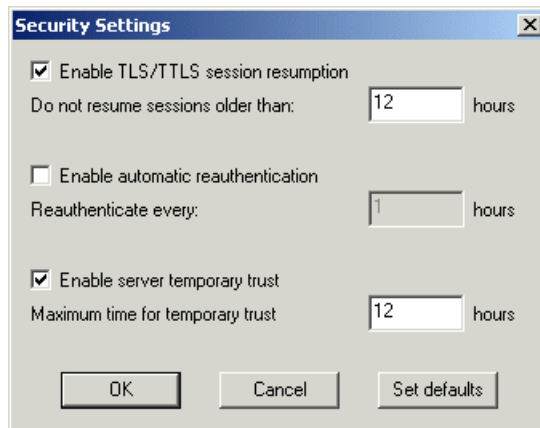 Security Settings
Enable TLS/TTLS session resumption
Do not resume sessions older than: 12 hours
Enable automatic reauthentication
Reauthenticate every: 1 hours
Enable server temporary trust
Maximum time for temporary trust 12 hours
OK Cancel Set defaults